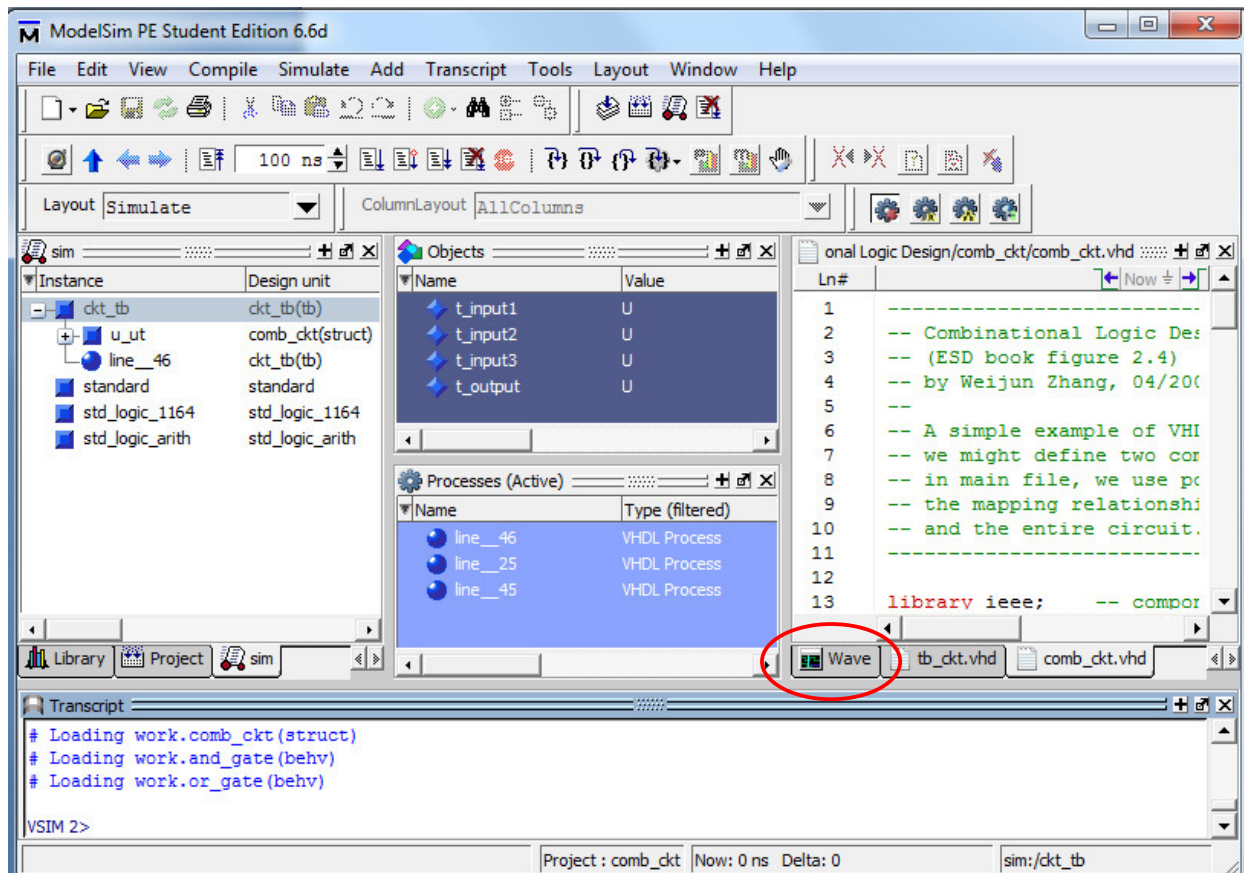 ModelSim PE Student Edition 6.6d
File Edit View Compile Simulate Add Transcript Tools Layout Window Help
100 ns
Layout Simulate
ColumnLayout AllColumns
sim
Instance Design unit
ckt_tb ckt_tb(tb)
u_ut comb_ckt(struct)
line__46 ckt_tb(tb)
standard standard
std_logic_1164 std_logic_1164
std_logic_arith std_logic_arith
Library Project sim
Objects
Name Value
t_input1 U
t_input2 U
t_input3 U
t_output U
Processes (Active)
Name Type (filtered)
line__46 VHDL Process
line__25 VHDL Process
line__45 VHDL Process
onal Logic Design/comb_ckt/comb_ckt.vhd
Ln# Now
1 --------------------------
2 -- Combinational Logic Des
3 -- (ESD book figure 2.4)
4 -- by Weijun Zhang, 04/200
5 --
6 -- A simple example of VHD
7 -- we might define two com
8 -- in main file, we use po
9 -- the mapping relationshi
10 -- and the entire circuit.
11 --------------------------
12
13 library ieee; -- compon
Wave tb_ckt.vhd comb_ckt.vhd
Transcript
# Loading work.comb_ckt(struct)
# Loading work.and_gate(behv)
# Loading work.or_gate(behv)
VSIM 2>
Project : comb_ckt Now: 0 ns Delta: 0 sim:/ckt_tb